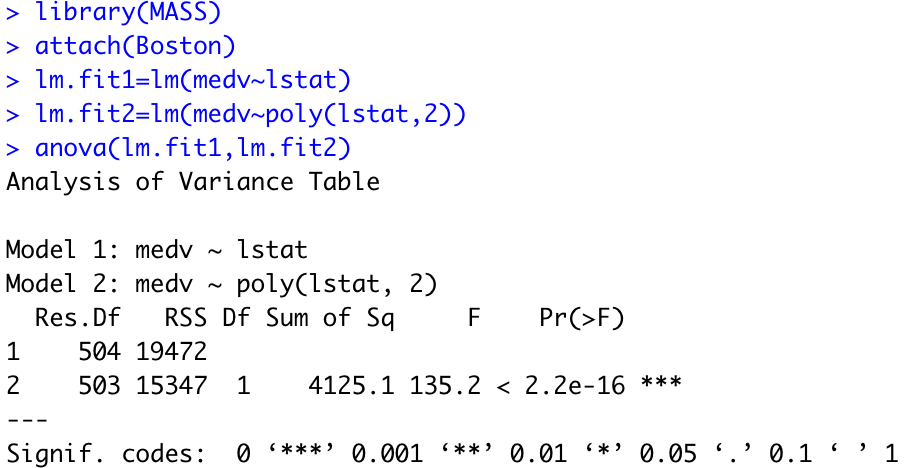 > library(MASS)
> attach(Boston)
> lm.fit1=lm(medv~lstat)
> lm.fit2=lm(medv~poly(lstat,2))
> anova(lm.fit1,lm.fit2)
Analysis of Variance Table

Model 1: medv ~ lstat
Model 2: medv ~ poly(lstat, 2)
  Res.Df   RSS Df Sum of Sq     F    Pr(>F)
1    504 19472
2    503 15347  1    4125.1 135.2 < 2.2e-16 ***
---
Signif. codes:  0 ‘***’ 0.001 ‘**’ 0.01 ‘*’ 0.05 ‘.’ 0.1 ‘ ’ 1